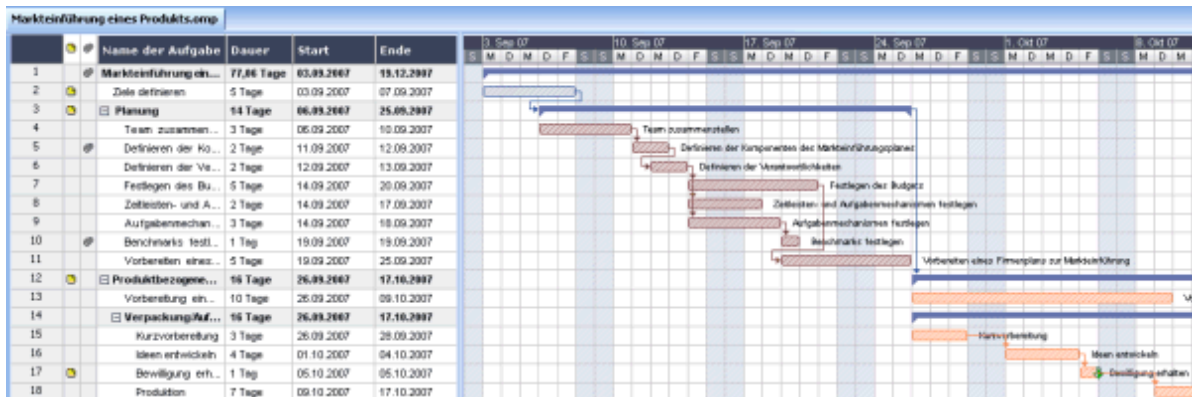 Markteinführung eines Produkts.omp
Name der Aufgabe Dauer Start Ende
3. Sep 07 10. Sep 07 17. Sep 07 24. Sep 07 1. Okt 07 8. Okt 07
S M D M D F S S M D M D F S S M D M D F S S M D M D F S S M D M D F S S M D M
1 Markteinführung ein... 77,06 Tage 03.09.2007 19.12.2007
2 Ziele definieren 5 Tage 03.09.2007 07.09.2007
3 Planung 14 Tage 06.09.2007 25.09.2007
4 Team zusammen... 3 Tage 06.09.2007 10.09.2007 Team zusammenstellen
5 Definieren der Ko... 2 Tage 11.09.2007 12.09.2007 Definieren der Komponenten des Markteinführungsplanes
6 Definieren der Ve... 2 Tage 12.09.2007 13.09.2007 Definieren der Verantwortlichkeiten
7 Festlegen des Bu... 5 Tage 14.09.2007 20.09.2007 Festlegen des Budgets
8 Zeitleisten- und A... 2 Tage 14.09.2007 17.09.2007 Zeitleisten- und Aufgabenmechanismen festlegen
9 Aufgabenmechan... 3 Tage 14.09.2007 18.09.2007 Aufgabenmechanismen festlegen
10 Benchmarks festl... 1 Tag 19.09.2007 19.09.2007 Benchmarks festlegen
11 Vorbereiten eines... 5 Tage 19.09.2007 25.09.2007 Vorbereiten eines Firmenplans zur Markteinführung
12 Produktbezogene... 16 Tage 26.09.2007 17.10.2007
13 Vorbereitung ein... 10 Tage 26.09.2007 09.10.2007
14 Verpackung/Auf... 16 Tage 26.09.2007 17.10.2007
15 Kurzvorbereitung 3 Tage 26.09.2007 28.09.2007 Kurzvorbereitung
16 Ideen entwickeln 4 Tage 01.10.2007 04.10.2007 Ideen entwickeln
17 Bewilligung erh... 1 Tag 05.10.2007 05.10.2007 Bewilligung erhalten
18 Produktion 7 Tage 09.10.2007 17.10.2007